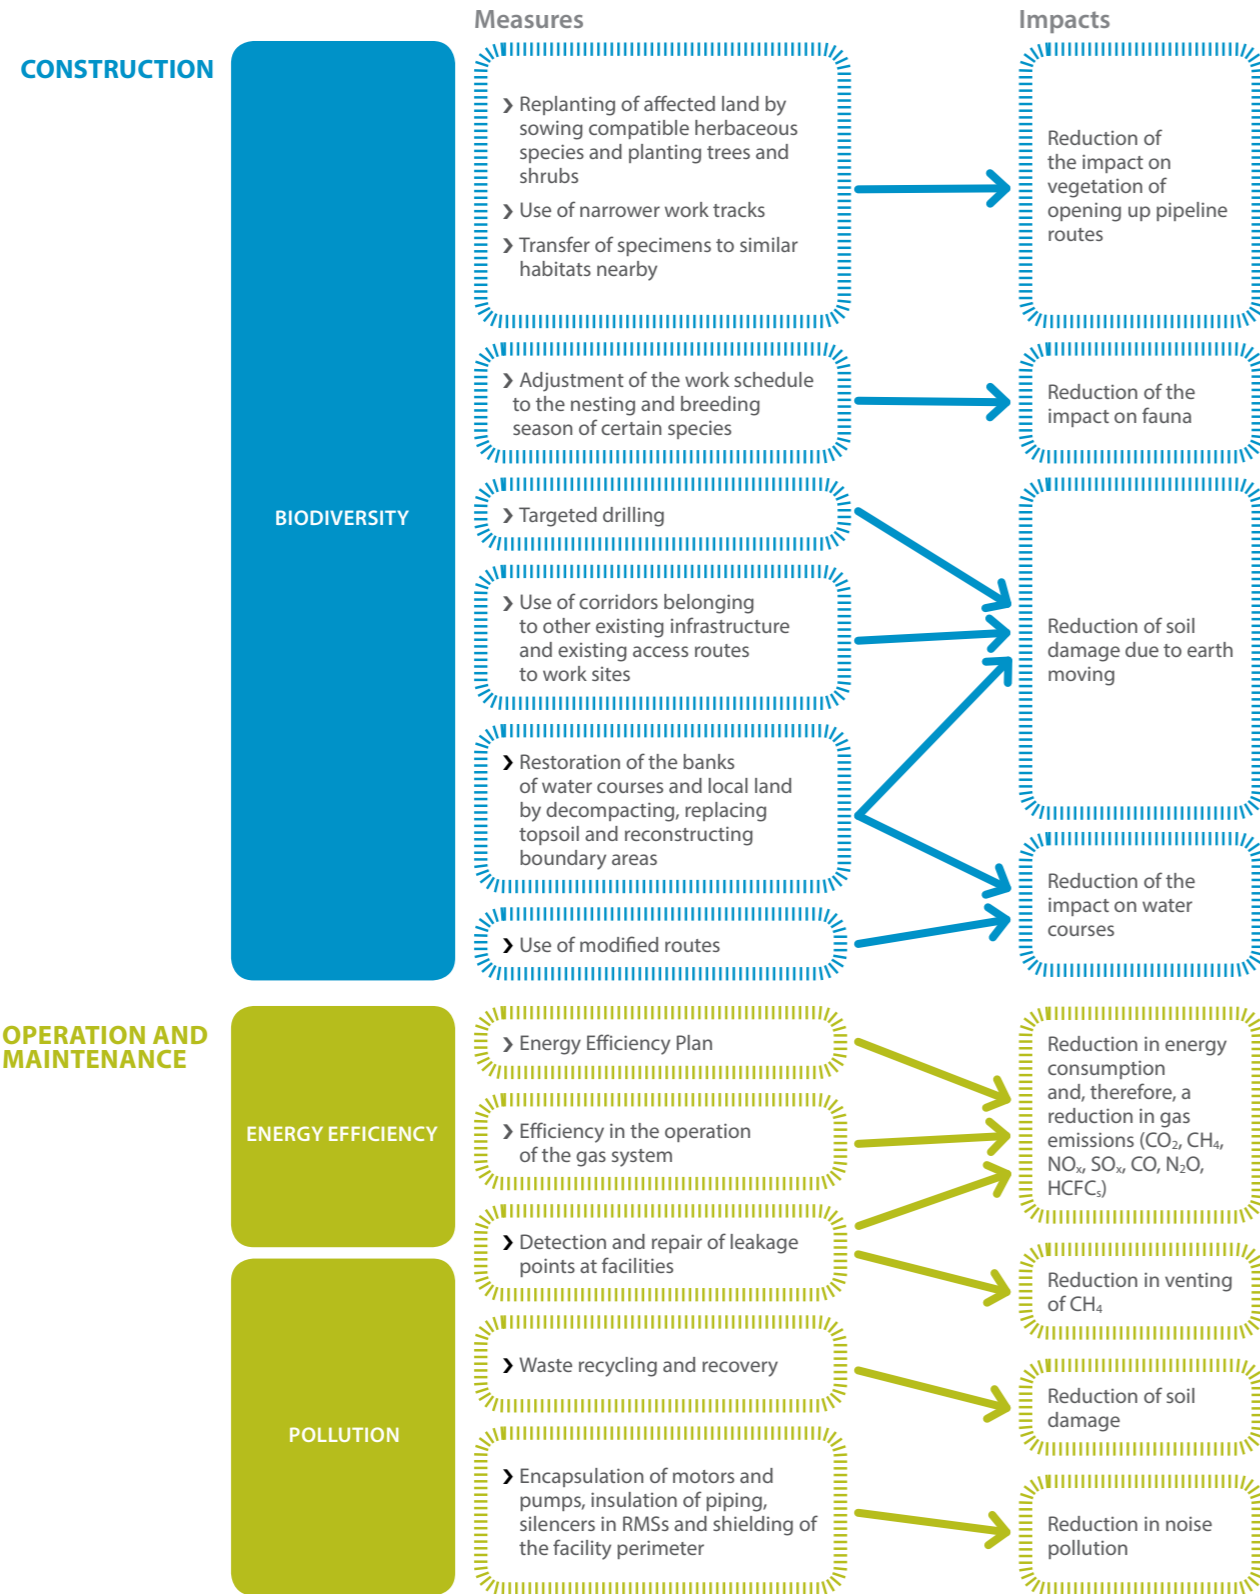 Measures
Impacts
CONSTRUCTION
BIODIVERSITY
❯ Replanting of affected land by
sowing compatible herbaceous
species and planting trees and
shrubs
❯ Use of narrower work tracks
❯ Transfer of specimens to similar
habitats nearby
Reduction of
the impact on
vegetation of
opening up pipeline
routes
❯ Adjustment of the work schedule
to the nesting and breeding
season of certain species
Reduction of the
impact on fauna
❯ Targeted drilling
❯ Use of corridors belonging
to other existing infrastructure
and existing access routes
to work sites
Reduction of soil
damage due to earth
moving
❯ Restoration of the banks
of water courses and local land
by decompacting, replacing
topsoil and reconstructing
boundary areas
❯ Use of modified routes
Reduction of the
impact on water
courses
OPERATION AND
MAINTENANCE
ENERGY EFFICIENCY
❯ Energy Efficiency Plan
❯ Efficiency in the operation
of the gas system
Reduction in energy
consumption
and, therefore, a
reduction in gas
emissions (CO₂, CH₄,
NOₓ, SOₓ, CO, N₂O,
HCFCₛ)
❯ Detection and repair of leakage
points at facilities
Reduction in venting
of CH₄
POLLUTION
❯ Waste recycling and recovery
Reduction of soil
damage
❯ Encapsulation of motors and
pumps, insulation of piping,
silencers in RMSs and shielding of
the facility perimeter
Reduction in noise
pollution